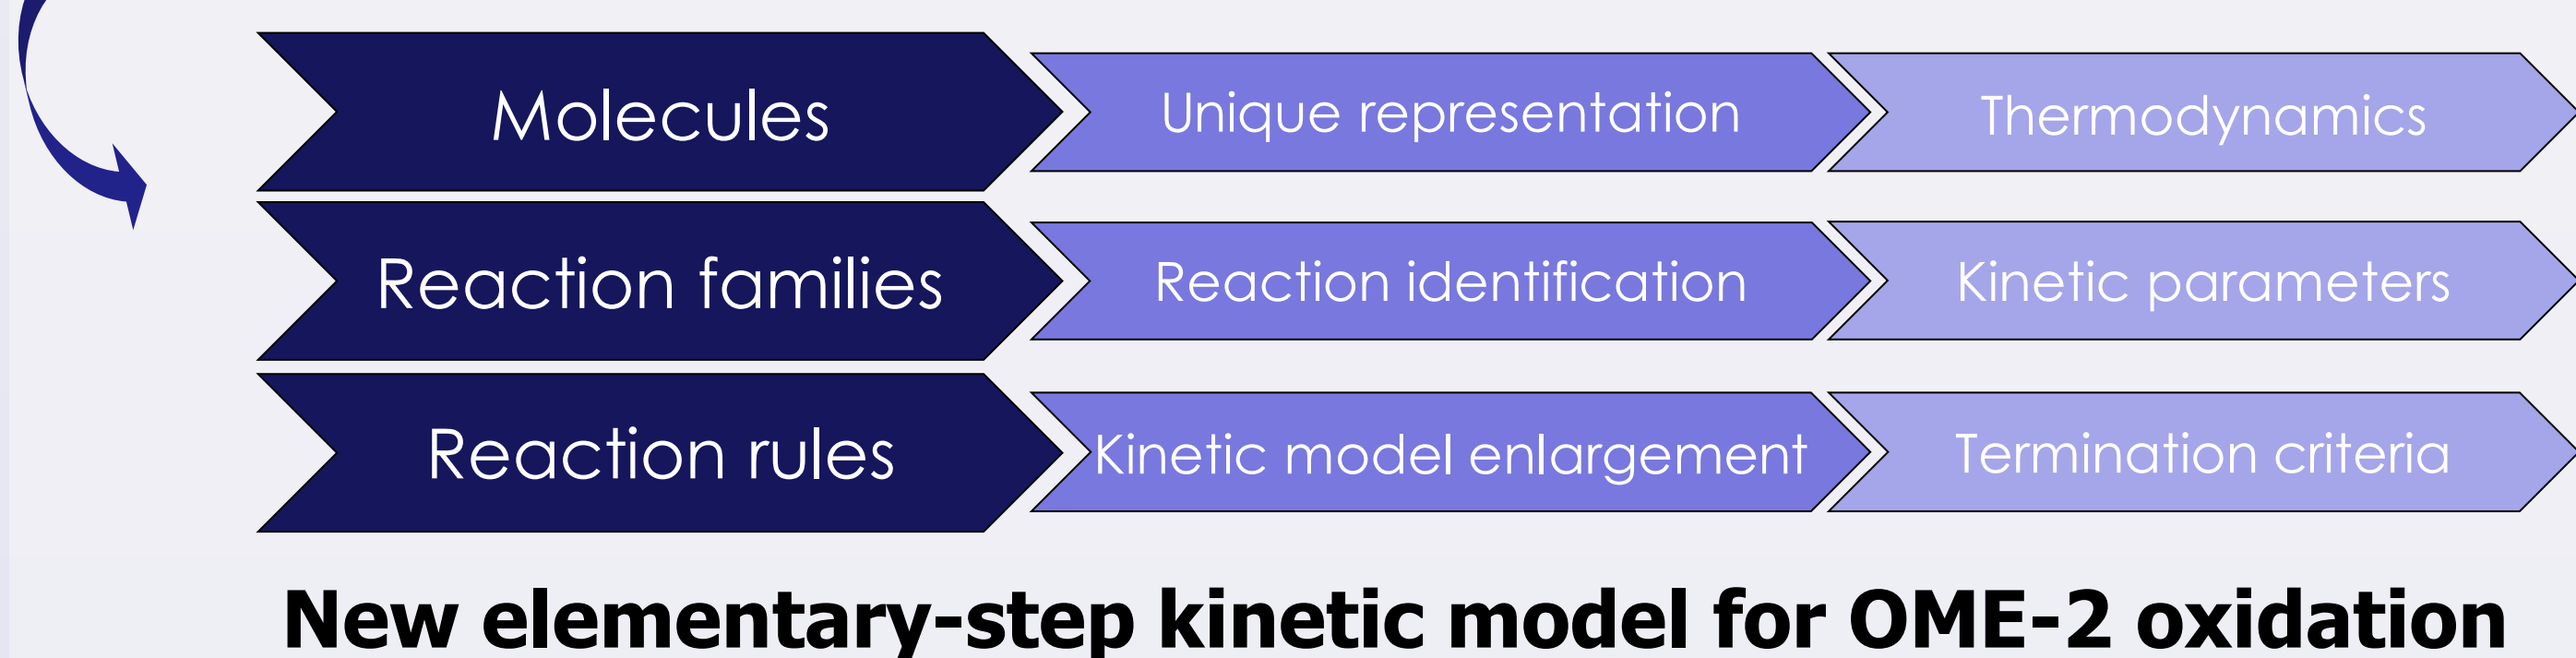 Molecules
Unique representation
Thermodynamics
Reaction families
Reaction identification
Kinetic parameters
Reaction rules
Kinetic model enlargement
Termination criteria
New elementary-step kinetic model for OME-2 oxidation